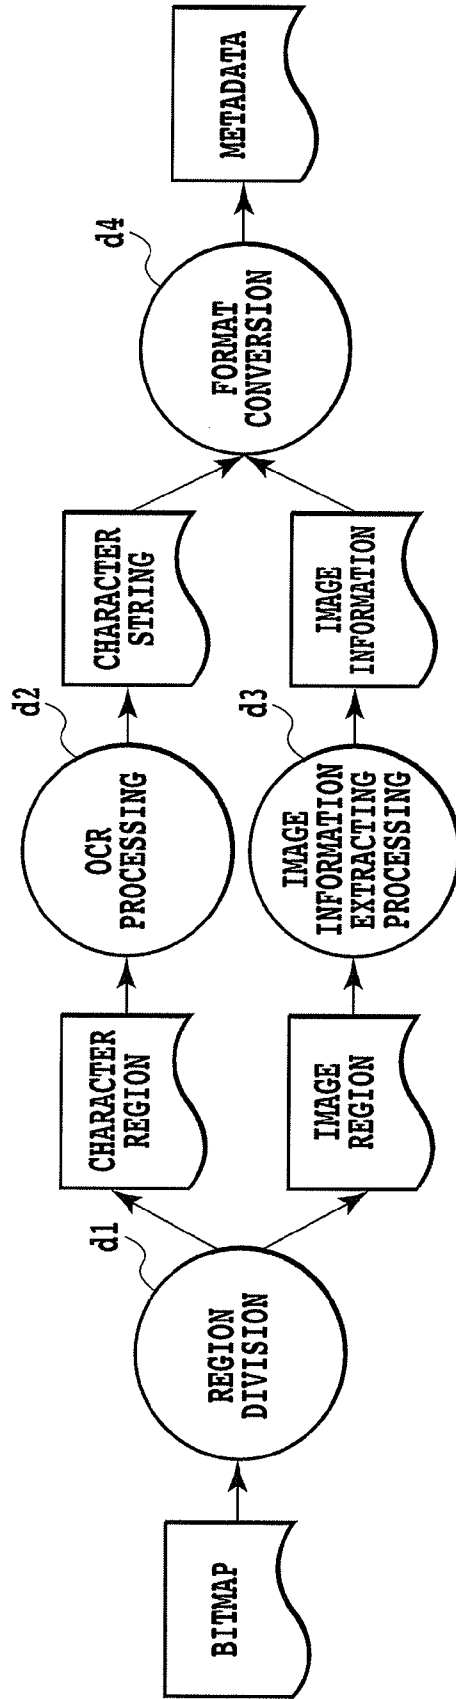 BITMAP
d1
REGION
DIVISION
CHARACTER
REGION
IMAGE
REGION
d2
OCR
PROCESSING
d3
IMAGE
INFORMATION
EXTRACTING
PROCESSING
CHARACTER
STRING
IMAGE
INFORMATION
d4
FORMAT
CONVERSION
METADATA